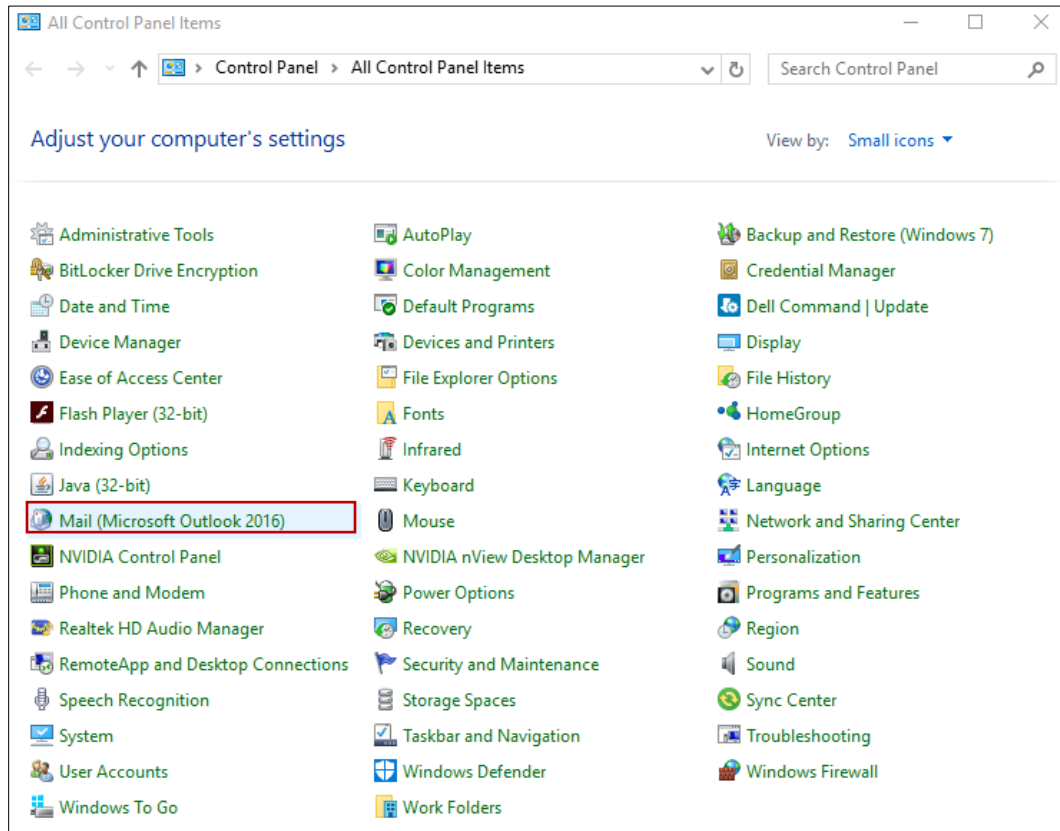 All Control Panel Items
Control Panel > All Control Panel Items
Search Control Panel
Adjust your computer's settings
View by: Small icons
Administrative Tools
AutoPlay
Backup and Restore (Windows 7)
BitLocker Drive Encryption
Color Management
Credential Manager
Date and Time
Default Programs
Dell Command | Update
Device Manager
Devices and Printers
Display
Ease of Access Center
File Explorer Options
File History
Flash Player (32-bit)
Fonts
HomeGroup
Indexing Options
Infrared
Internet Options
Java (32-bit)
Keyboard
Language
Mail (Microsoft Outlook 2016)
Mouse
Network and Sharing Center
NVIDIA Control Panel
NVIDIA nView Desktop Manager
Personalization
Phone and Modem
Power Options
Programs and Features
Realtek HD Audio Manager
Recovery
Region
RemoteApp and Desktop Connections
Security and Maintenance
Sound
Speech Recognition
Storage Spaces
Sync Center
System
Taskbar and Navigation
Troubleshooting
User Accounts
Windows Defender
Windows Firewall
Windows To Go
Work Folders